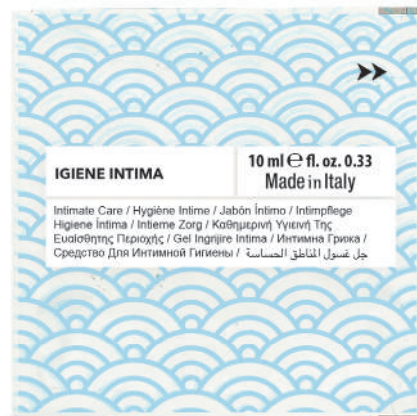 IGIENE INTIMA
10 ml ℮ fl. oz. 0.33
Made in Italy
Intimate Care / Hygiène Intime / Jabón Íntimo / Intimpflege
Higiene Íntima / Intieme Zorg / Καθημερινή Υγιεινή Της
Ευαίσθητης Περιοχής / Gel Ingrijire Intima / Интимна Грижа /
Средство Для Интимной Гигиены / جل غسول المناطق الحساسة